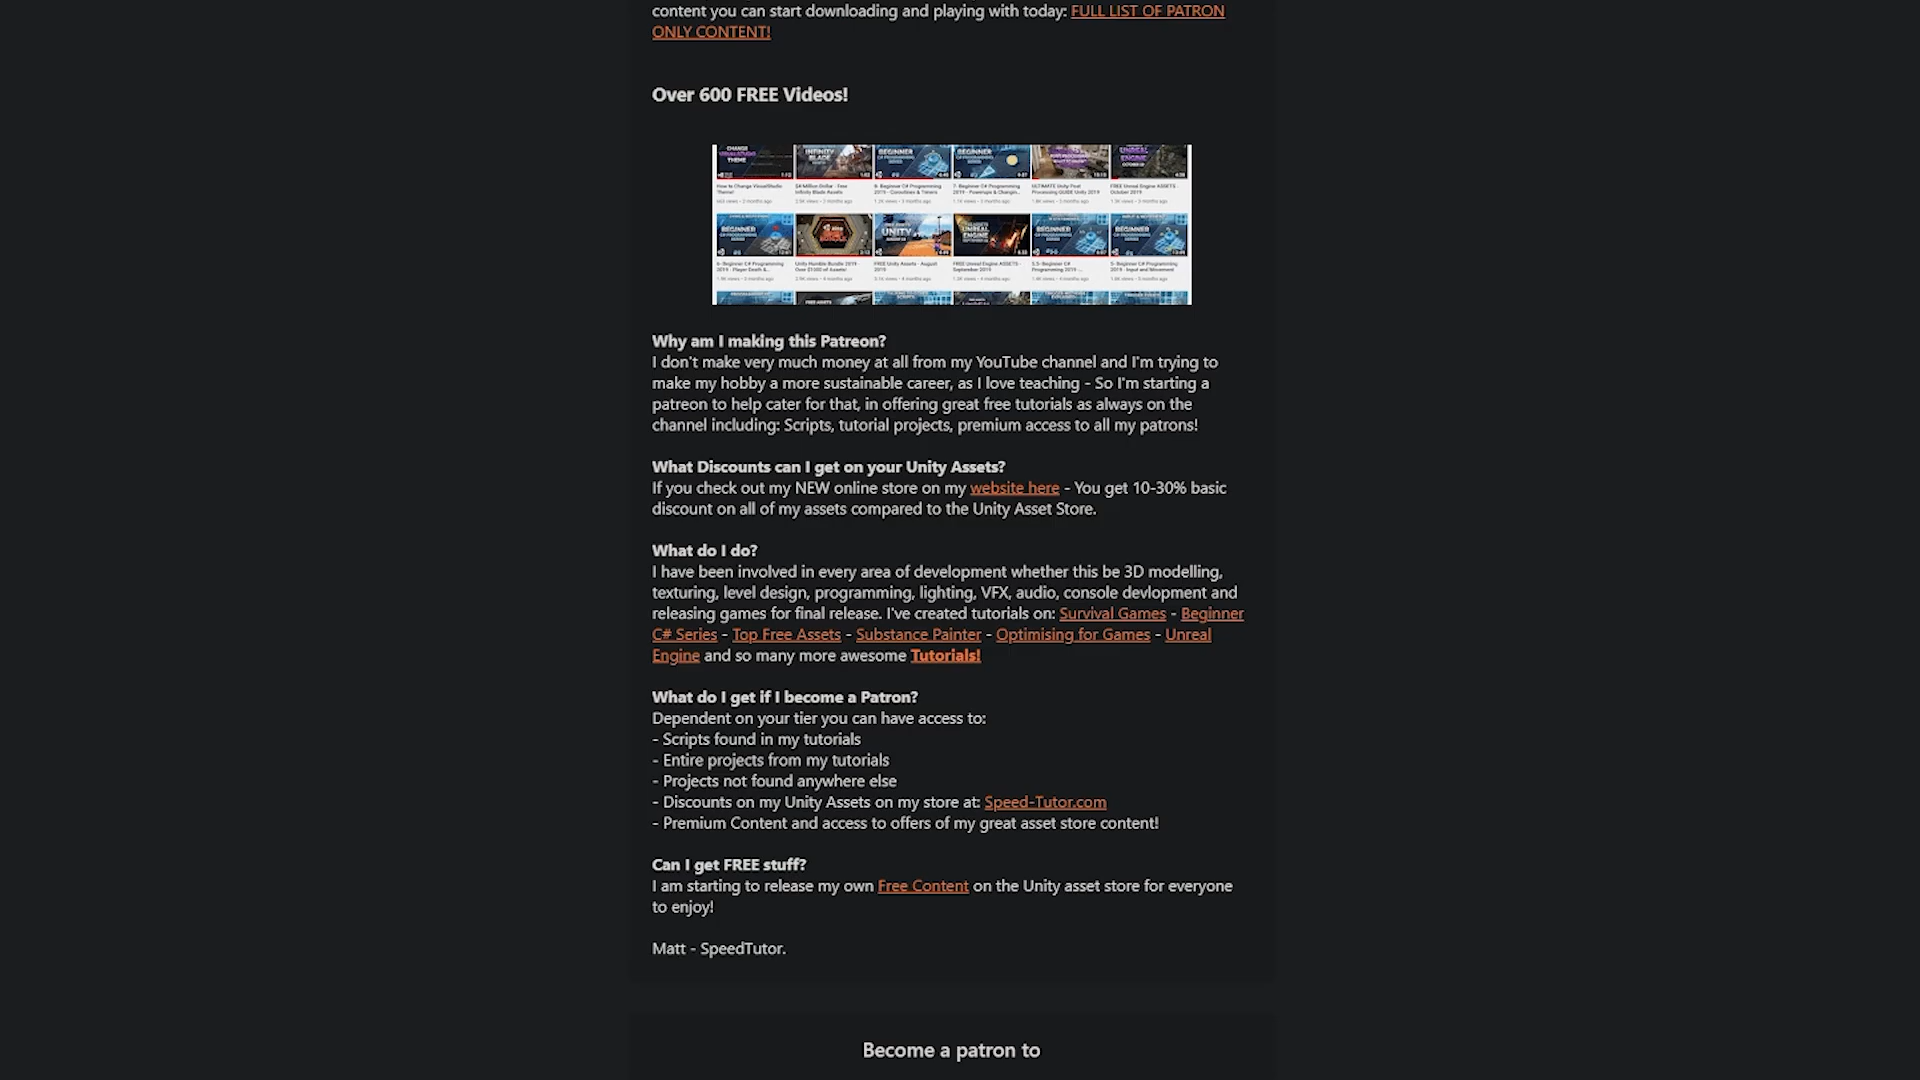 content you can start downloading and playing with today: FULL LIST OF PATRON
ONLY CONTENT!
Over 600 FREE Videos!
Why am I making this Patreon?
I don't make very much money at all from my YouTube channel and I'm trying to
make my hobby a more sustainable career, as I love teaching - So I'm starting a
patreon to help cater for that, in offering great free tutorials as always on the
channel including: Scripts, tutorial projects, premium access to all my patrons!
What Discounts can I get on your Unity Assets?
If you check out my NEW online store on my website here - You get 10-30% basic
discount on all of my assets compared to the Unity Asset Store.
What do I do?
I have been involved in every area of development whether this be 3D modelling,
texturing, level design, programming, lighting, VFX, audio, console devlopment and
releasing games for final release. I've created tutorials on: Survival Games - Beginner
C# Series - Top Free Assets - Substance Painter - Optimising for Games - Unreal
Engine and so many more awesome Tutorials!
What do I get if I become a Patron?
Dependent on your tier you can have access to:
- Scripts found in my tutorials
- Entire projects from my tutorials
- Projects not found anywhere else
- Discounts on my Unity Assets on my store at: Speed-Tutor.com
- Premium Content and access to offers of my great asset store content!
Can I get FREE stuff?
I am starting to release my own Free Content on the Unity asset store for everyone
to enjoy!
Matt - SpeedTutor.
Become a patron to